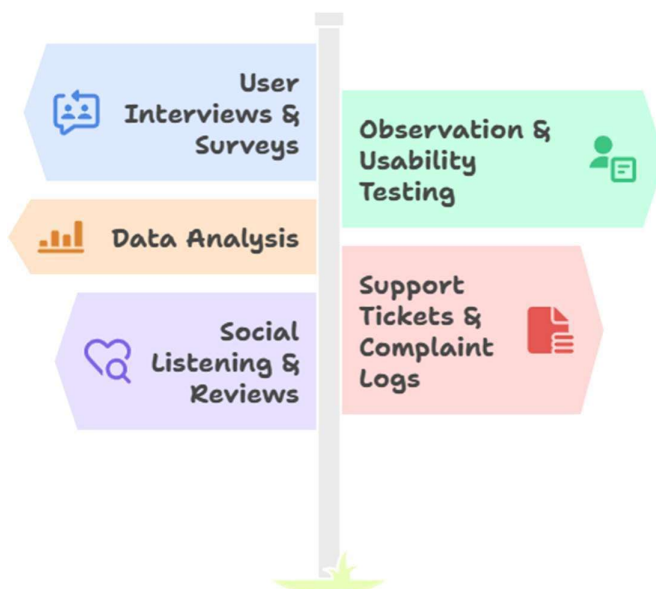 User
Interviews &
Surveys
Observation &
Usability
Testing
Data Analysis
Support
Tickets &
Complaint
Logs
Social
Listening &
Reviews